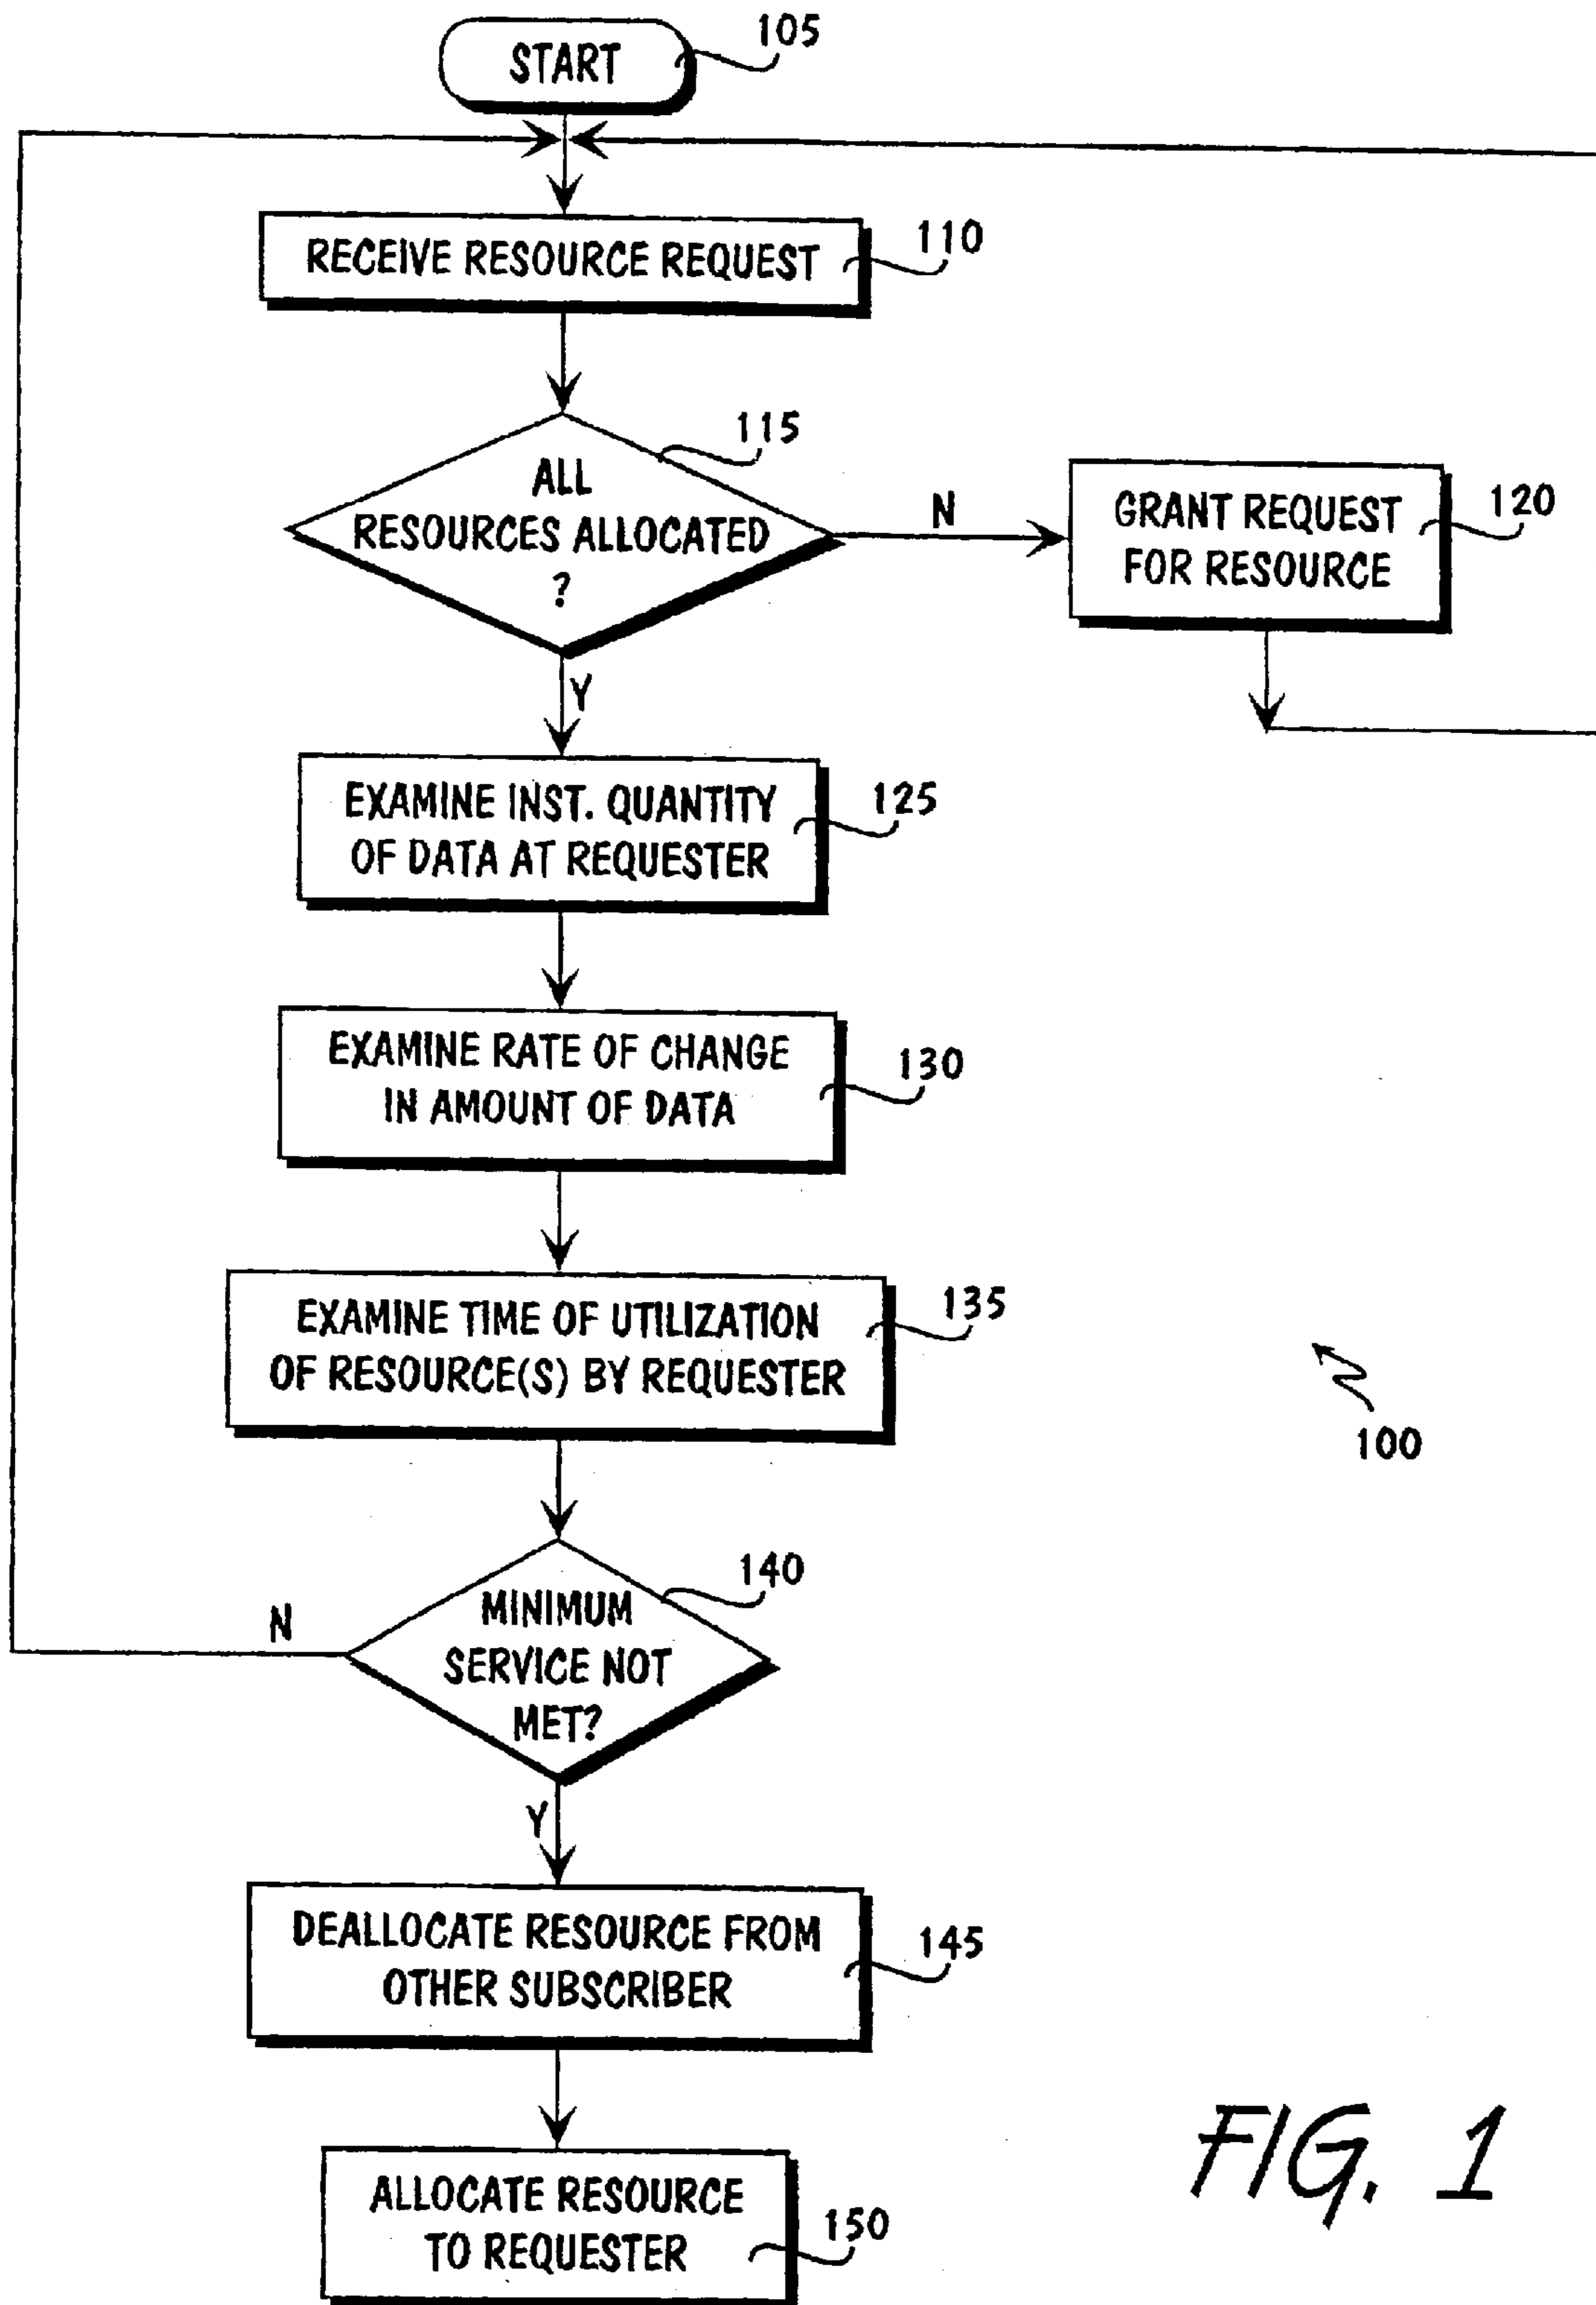 START
105
RECEIVE RESOURCE REQUEST
110
ALL
RESOURCES ALLOCATED
?
115
N
GRANT REQUEST
FOR RESOURCE
120
Y
EXAMINE INST. QUANTITY
OF DATA AT REQUESTER
125
EXAMINE RATE OF CHANGE
IN AMOUNT OF DATA
130
EXAMINE TIME OF UTILIZATION
OF RESOURCE(S) BY REQUESTER
135
100
MINIMUM
SERVICE NOT
MET?
140
N
Y
DEALLOCATE RESOURCE FROM
OTHER SUBSCRIBER
145
ALLOCATE RESOURCE
TO REQUESTER
150
FIG. 1